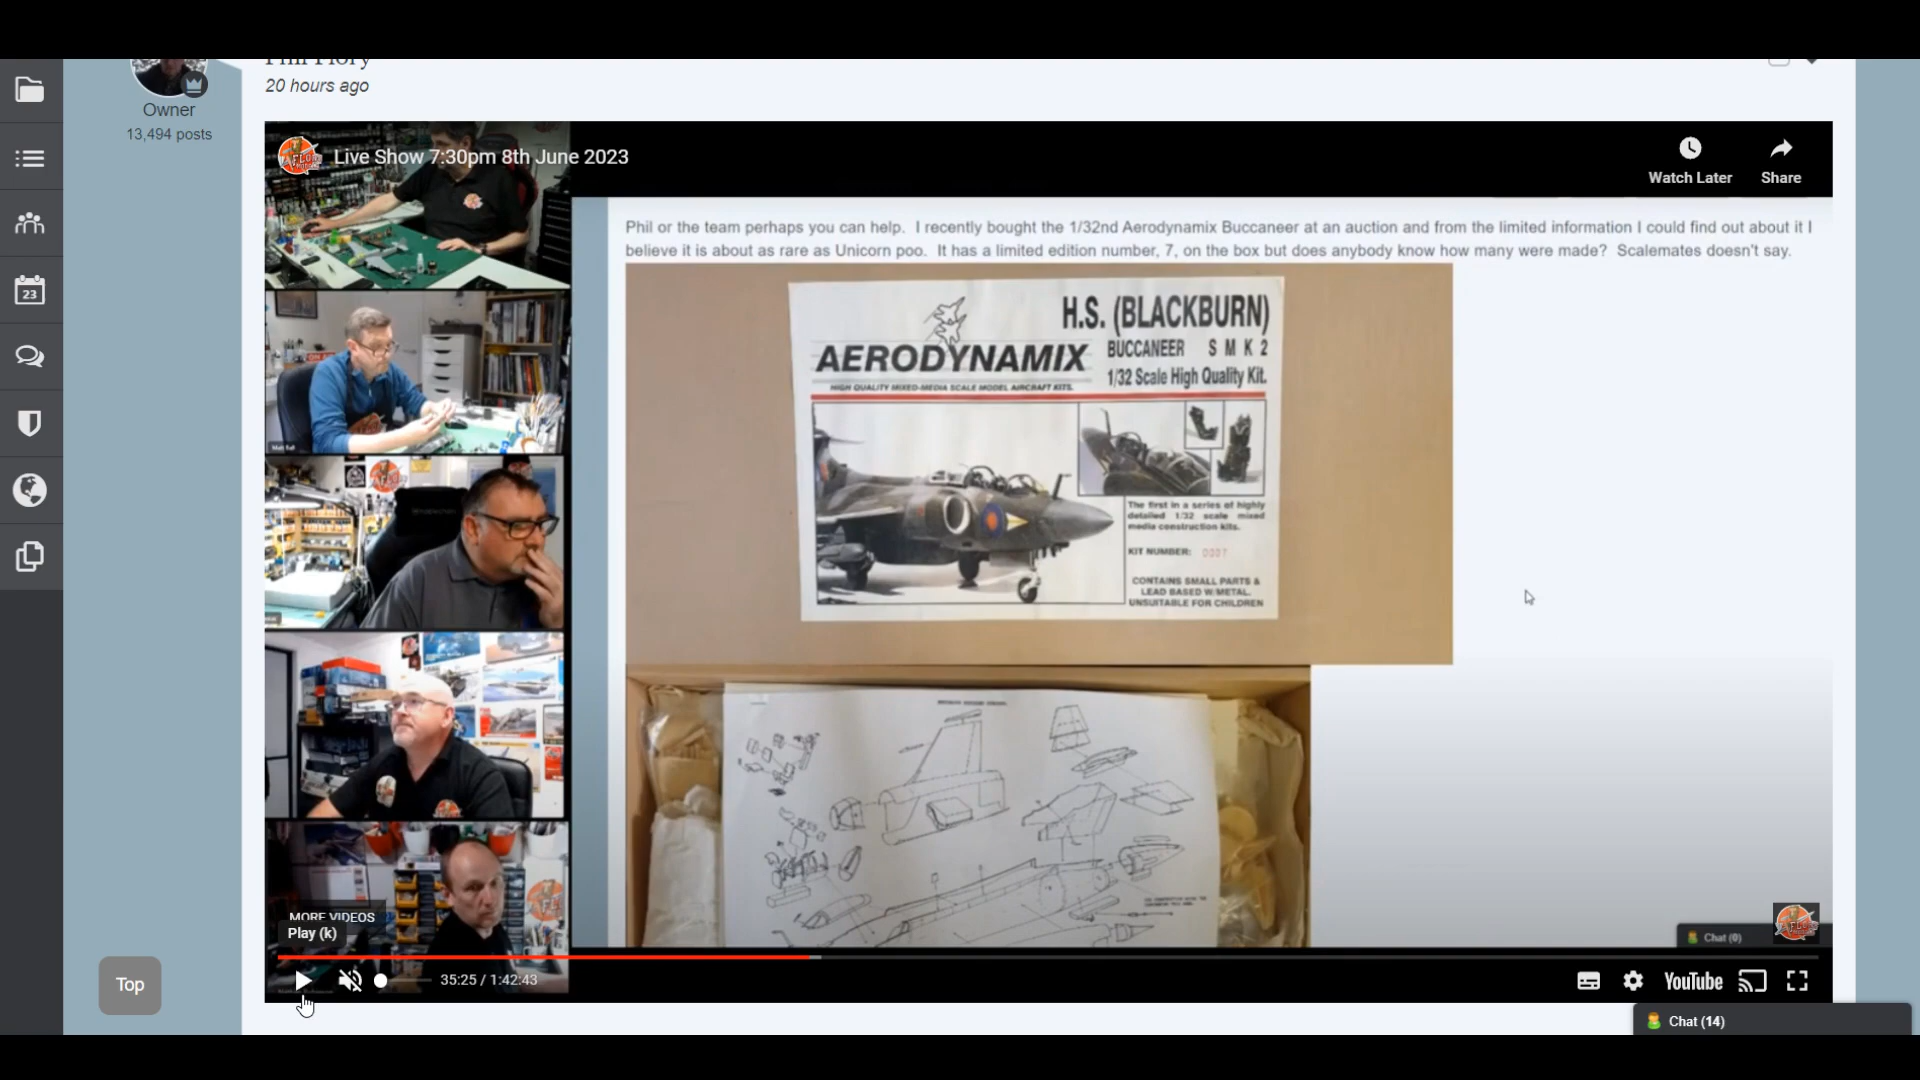 20 hours ago
Owner
13,494 posts
Live Show 7:30pm 8th June 2023
Watch Later
Share
Phil or the team perhaps you can help. I recently bought the 1/32nd Aerodynamix Buccaneer at an auction and from the limited information I could find out about it I
believe it is about as rare as Unicorn poo. It has a limited edition number, 7, on the box but does anybody know how many were made? Scalemates doesn't say.
H.S. (BLACKBURN)
BUCCANEER S M K 2
1/32 Scale High Quality Kit.
AERODYNAMIX
HIGH QUALITY MIXED-MEDIA SCALE MODEL AIRCRAFT KITS.
The first in a series of highly
detailed 1/32 scale mixed
media construction kits.
KIT NUMBER: 0007
CONTAINS SMALL PARTS &
LEAD BASED W/METAL.
UNSUITABLE FOR CHILDREN
23
MORE VIDEOS
Play (k)
Chat (0)
35:25 / 1:42:43
YouTube
Top
Chat (14)